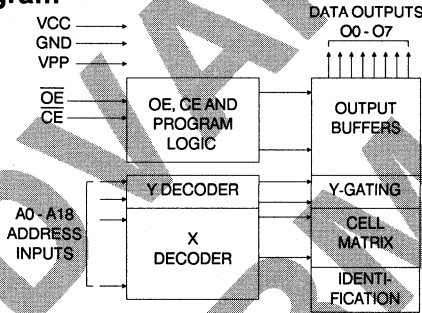 gram
DATA OUTPUTS
O0 - O7
VCC
GND
VPP
OE
CE
OE, CE AND
PROGRAM
LOGIC
OUTPUT
BUFFERS
A0 - A18
ADDRESS
INPUTS
Y DECODER
X
DECODER
Y-GATING
CELL
MATRIX
IDENTI-
FICATION